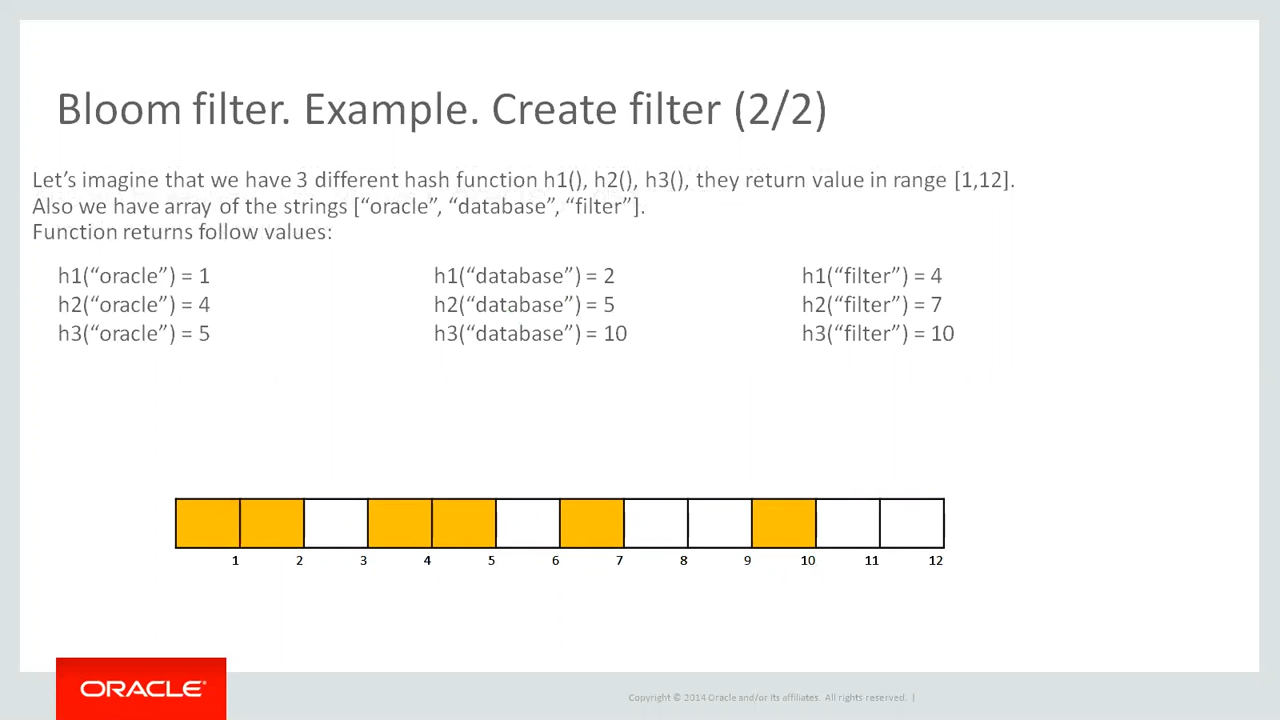 Bloom filter. Example. Create filter (2/2)
Let’s imagine that we have 3 different hash function h1(), h2(), h3(), they return value in range [1,12].
Also we have array of the strings [“oracle”, “database”, “filter”].
Function returns follow values:
h1(“oracle”) = 1
h2(“oracle”) = 4
h3(“oracle”) = 5
h1(“database”) = 2
h2(“database”) = 5
h3(“database”) = 10
h1(“filter”) = 4
h2(“filter”) = 7
h3(“filter”) = 10
1 2 3 4 5 6 7 8 9 10 11 12
ORACLE®
Copyright © 2014 Oracle and/or its affiliates. All rights reserved. |